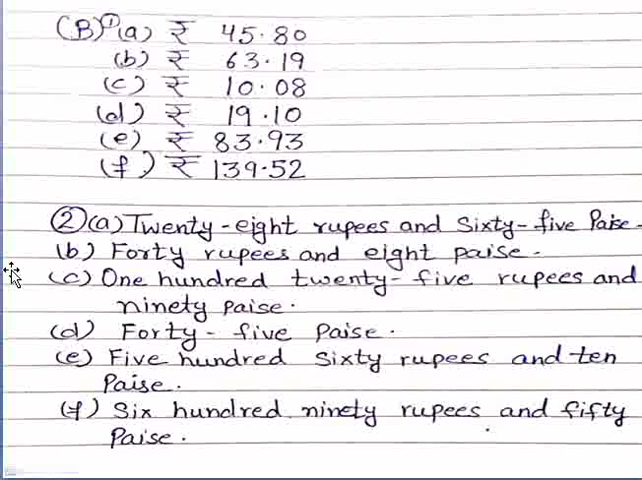 (B) ① (a) ₹ 45.80
(b) ₹ 63.19
(c) ₹ 10.08
(d) ₹ 19.10
(e) ₹ 83.93
(f) ₹ 139.52
② (a) Twenty-eight rupees and Sixty-five Paise.
(b) Forty rupees and eight paise.
(c) One hundred twenty-five rupees and
ninety paise.
(d) Forty-five Paise.
(e) Five hundred Sixty rupees and ten
Paise.
(f) Six hundred ninety rupees and fifty
Paise.